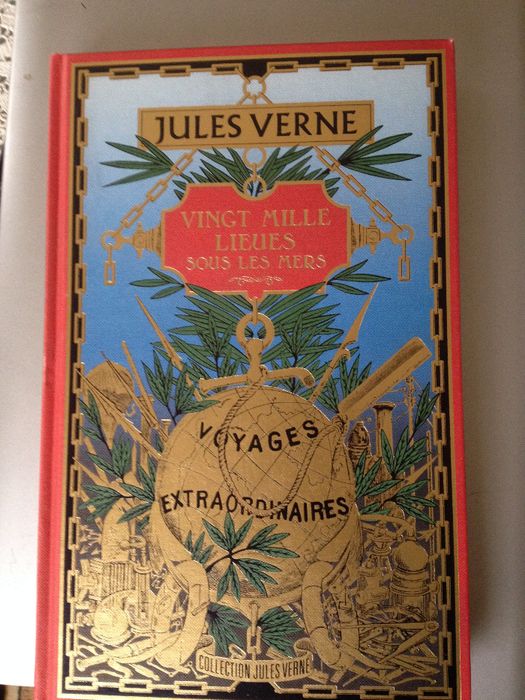 JULES VERNE
VINGT MILLE
LIEUES
SOUS LES MERS
VOYAGES
EXTRAORDINAIRES
COLLECTION JULES VERNE